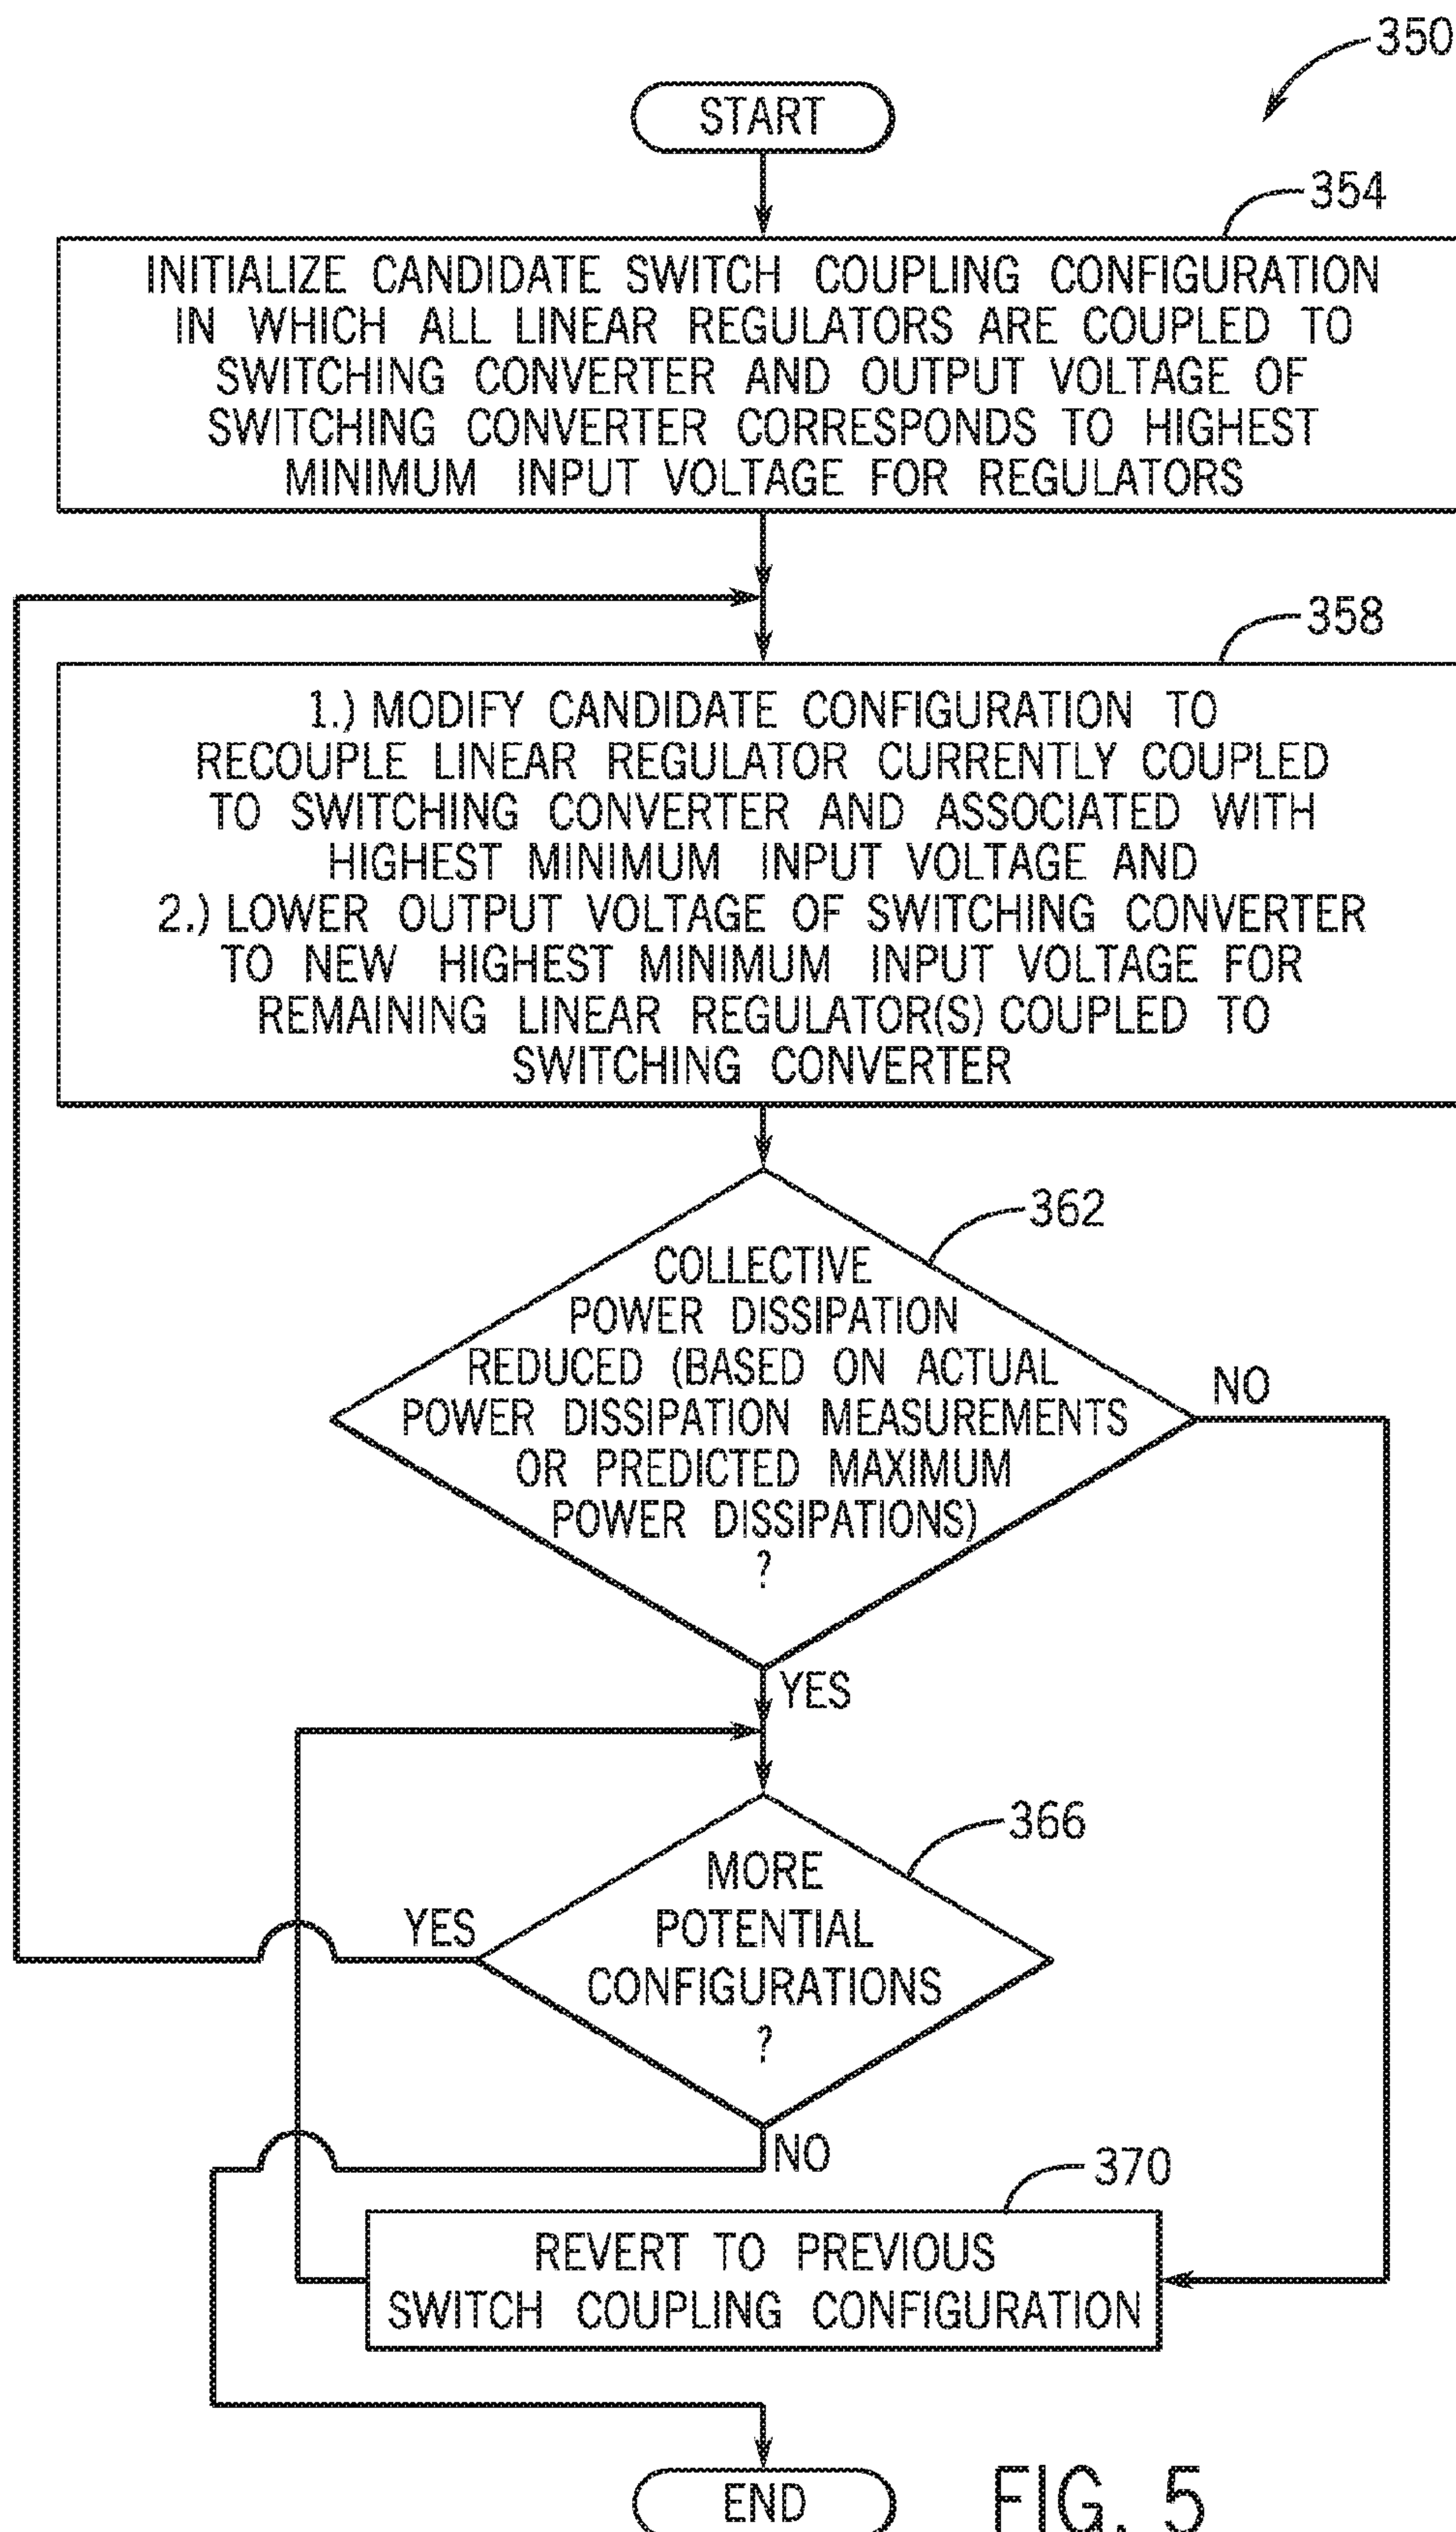 350
START
354
INITIALIZE CANDIDATE SWITCH COUPLING CONFIGURATION
IN WHICH ALL LINEAR REGULATORS ARE COUPLED TO
SWITCHING CONVERTER AND OUTPUT VOLTAGE OF
SWITCHING CONVERTER CORRESPONDS TO HIGHEST
MINIMUM INPUT VOLTAGE FOR REGULATORS
358
1.) MODIFY CANDIDATE CONFIGURATION TO
RECOUPLE LINEAR REGULATOR CURRENTLY COUPLED
TO SWITCHING CONVERTER AND ASSOCIATED WITH
HIGHEST MINIMUM INPUT VOLTAGE AND
2.) LOWER OUTPUT VOLTAGE OF SWITCHING CONVERTER
TO NEW HIGHEST MINIMUM INPUT VOLTAGE FOR
REMAINING LINEAR REGULATOR(S) COUPLED TO
SWITCHING CONVERTER
362
COLLECTIVE
POWER DISSIPATION
REDUCED (BASED ON ACTUAL
POWER DISSIPATION MEASUREMENTS
OR PREDICTED MAXIMUM
POWER DISSIPATIONS)
?
NO
YES
366
MORE
POTENTIAL
CONFIGURATIONS
?
YES
NO
370
REVERT TO PREVIOUS
SWITCH COUPLING CONFIGURATION
END
FIG. 5